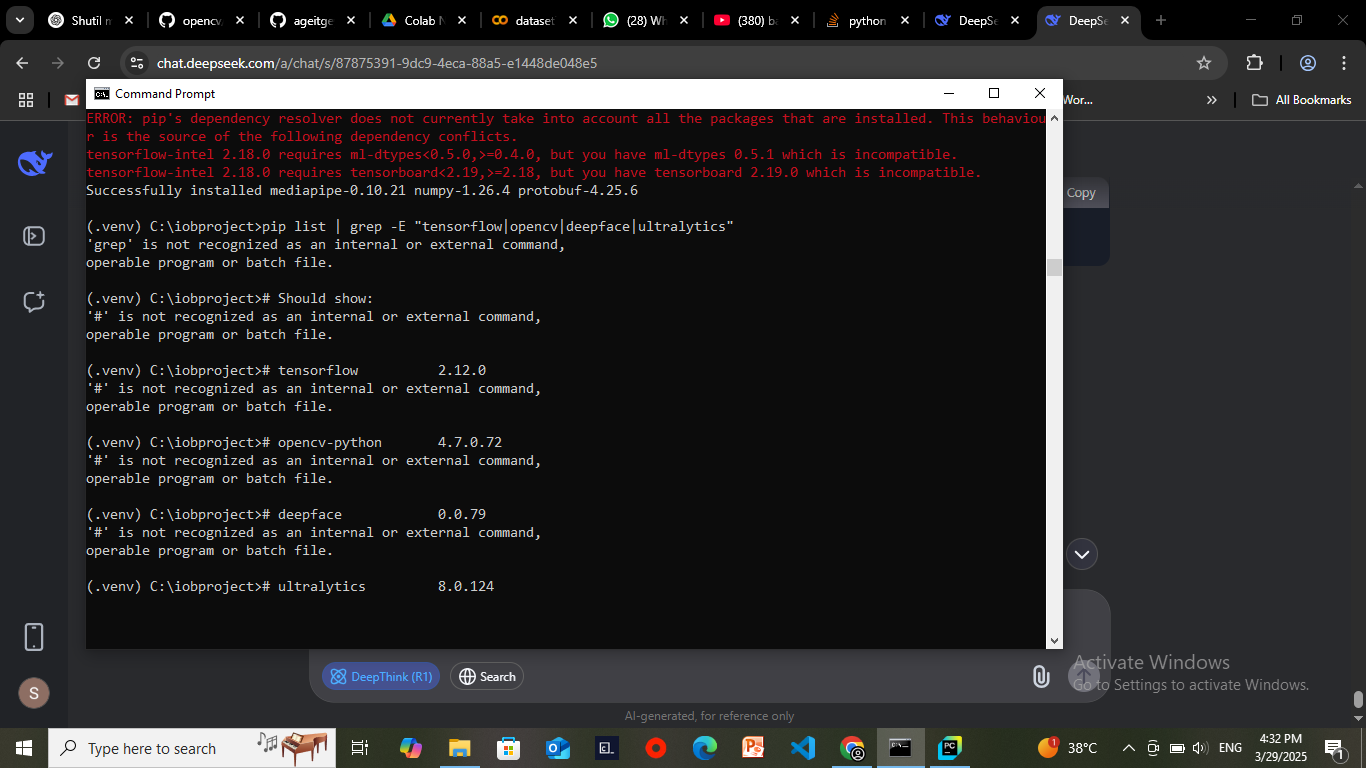 Shutil m
opencv
ageitge
Colab N
dataset
(28) Wh
(380) ba
python
DeepSe
DeepSe
chat.deepseek.com/a/chat/s/87875391-9dc9-4eca-88a5-e1448de048e5
Wor...
All Bookmarks
Command Prompt
ERROR: pip's dependency resolver does not currently take into account all the packages that are installed. This behaviou
r is the source of the following dependency conflicts.
tensorflow-intel 2.18.0 requires ml-dtypes<0.5.0,>=0.4.0, but you have ml-dtypes 0.5.1 which is incompatible.
tensorflow-intel 2.18.0 requires tensorboard<2.19,>=2.18, but you have tensorboard 2.19.0 which is incompatible.
Successfully installed mediapipe-0.10.21 numpy-1.26.4 protobuf-4.25.6
(.venv) C:\iobproject>pip list | grep -E "tensorflow|opencv|deepface|ultralytics"
'grep' is not recognized as an internal or external command,
operable program or batch file.
(.venv) C:\iobproject># Should show:
'#' is not recognized as an internal or external command,
operable program or batch file.
(.venv) C:\iobproject># tensorflow          2.12.0
'#' is not recognized as an internal or external command,
operable program or batch file.
(.venv) C:\iobproject># opencv-python       4.7.0.72
'#' is not recognized as an internal or external command,
operable program or batch file.
(.venv) C:\iobproject># deepface            0.0.79
'#' is not recognized as an internal or external command,
operable program or batch file.
(.venv) C:\iobproject># ultralytics         8.0.124
Copy
S
DeepThink (R1)
Search
Activate Windows
Go to Settings to activate Windows.
AI-generated, for reference only
Type here to search
38°C
ENG
4:32 PM
3/29/2025